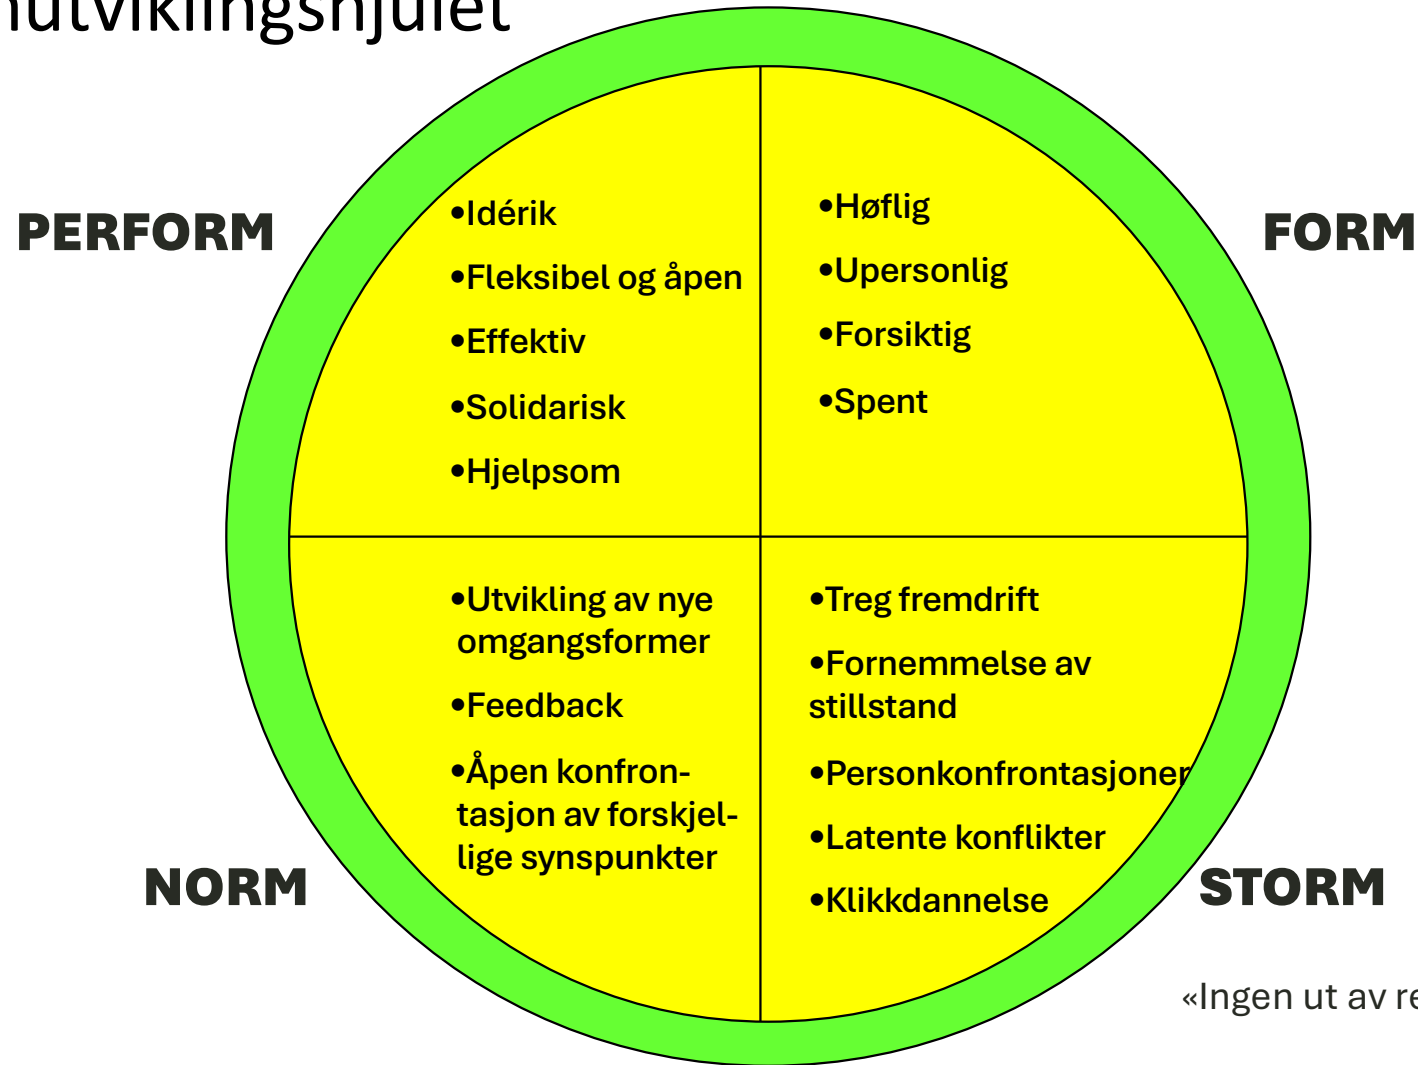 nutviklingshjulet
PERFORM
•Idérik
•Fleksibel og åpen
•Effektiv
•Solidarisk
•Hjelpsom
•Høflig
•Upersonlig
•Forsiktig
•Spent
FORM
NORM
•Utvikling av nye
omgangsformer
•Feedback
•Åpen konfron-
tasjon av forskjel-
lige synspunkter
•Treg fremdrift
•Fornemmelse av
stillstand
•Personkonfrontasjoner
•Latente konflikter
•Klikkdannelse
STORM
«Ingen ut av